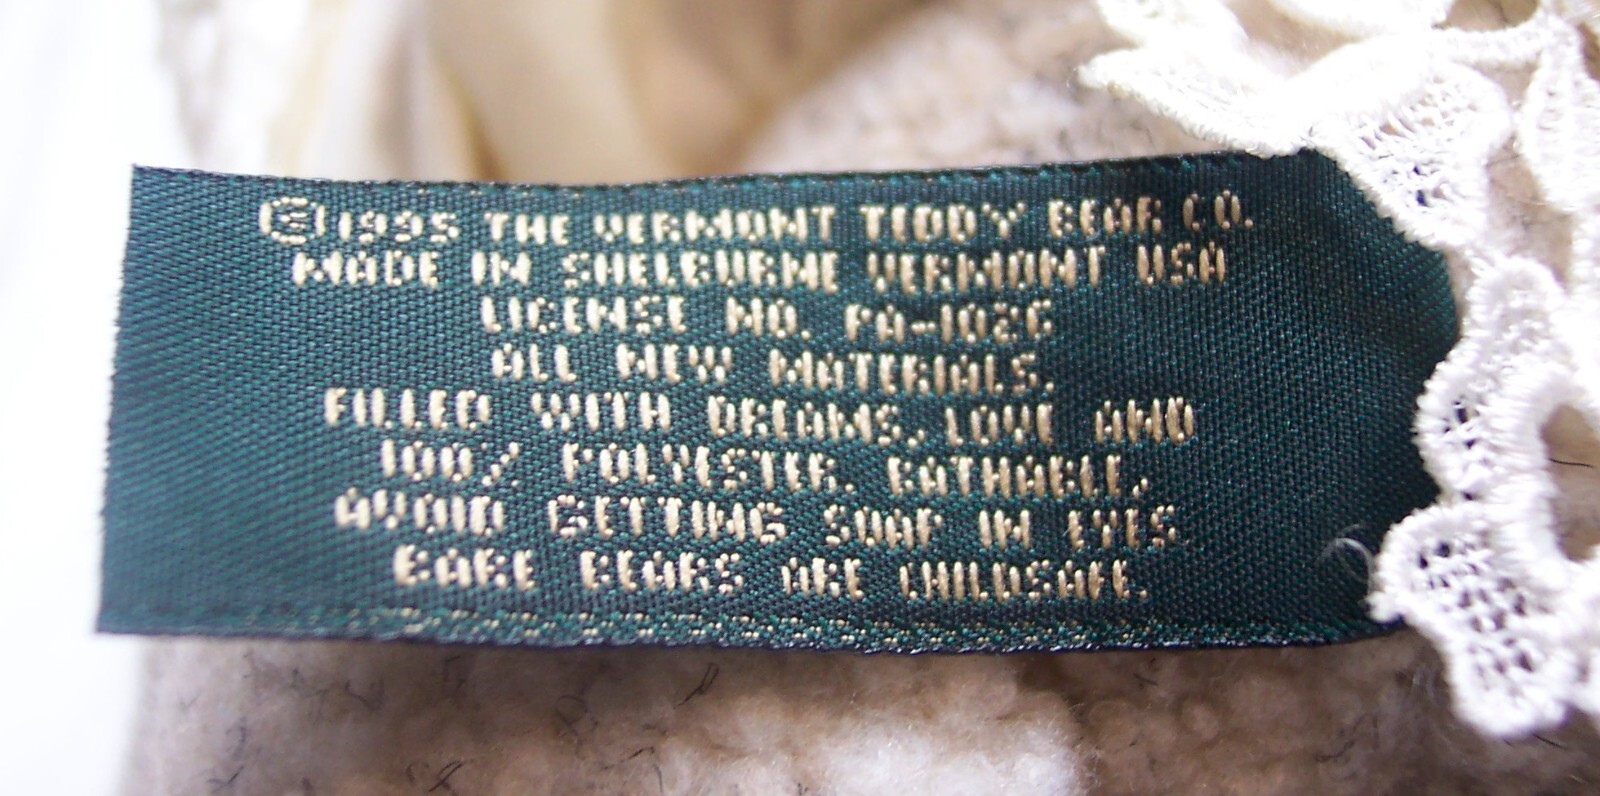 © 1995 THE VERMONT TEDDY BEAR CO.
MADE IN SHELBURNE VERMONT USA
LICENSE NO. PA-1026
ALL NEW MATERIALS.
FILLED WITH DREAMS, LOVE AND
100% POLYESTER. BATHABLE,
AVOID GETTING SOAP IN EYES
BARE BEARS ARE CHILDSAFE.